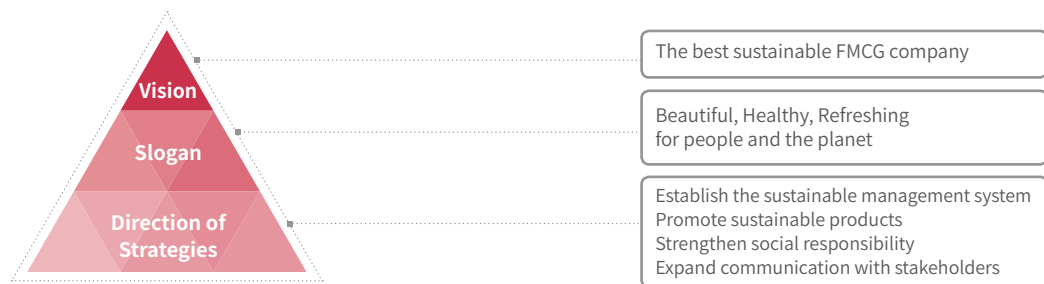 Vision
The best sustainable FMCG company
Slogan
Beautiful, Healthy, Refreshing
for people and the planet
Direction of
Strategies
Establish the sustainable management system
Promote sustainable products
Strengthen social responsibility
Expand communication with stakeholders